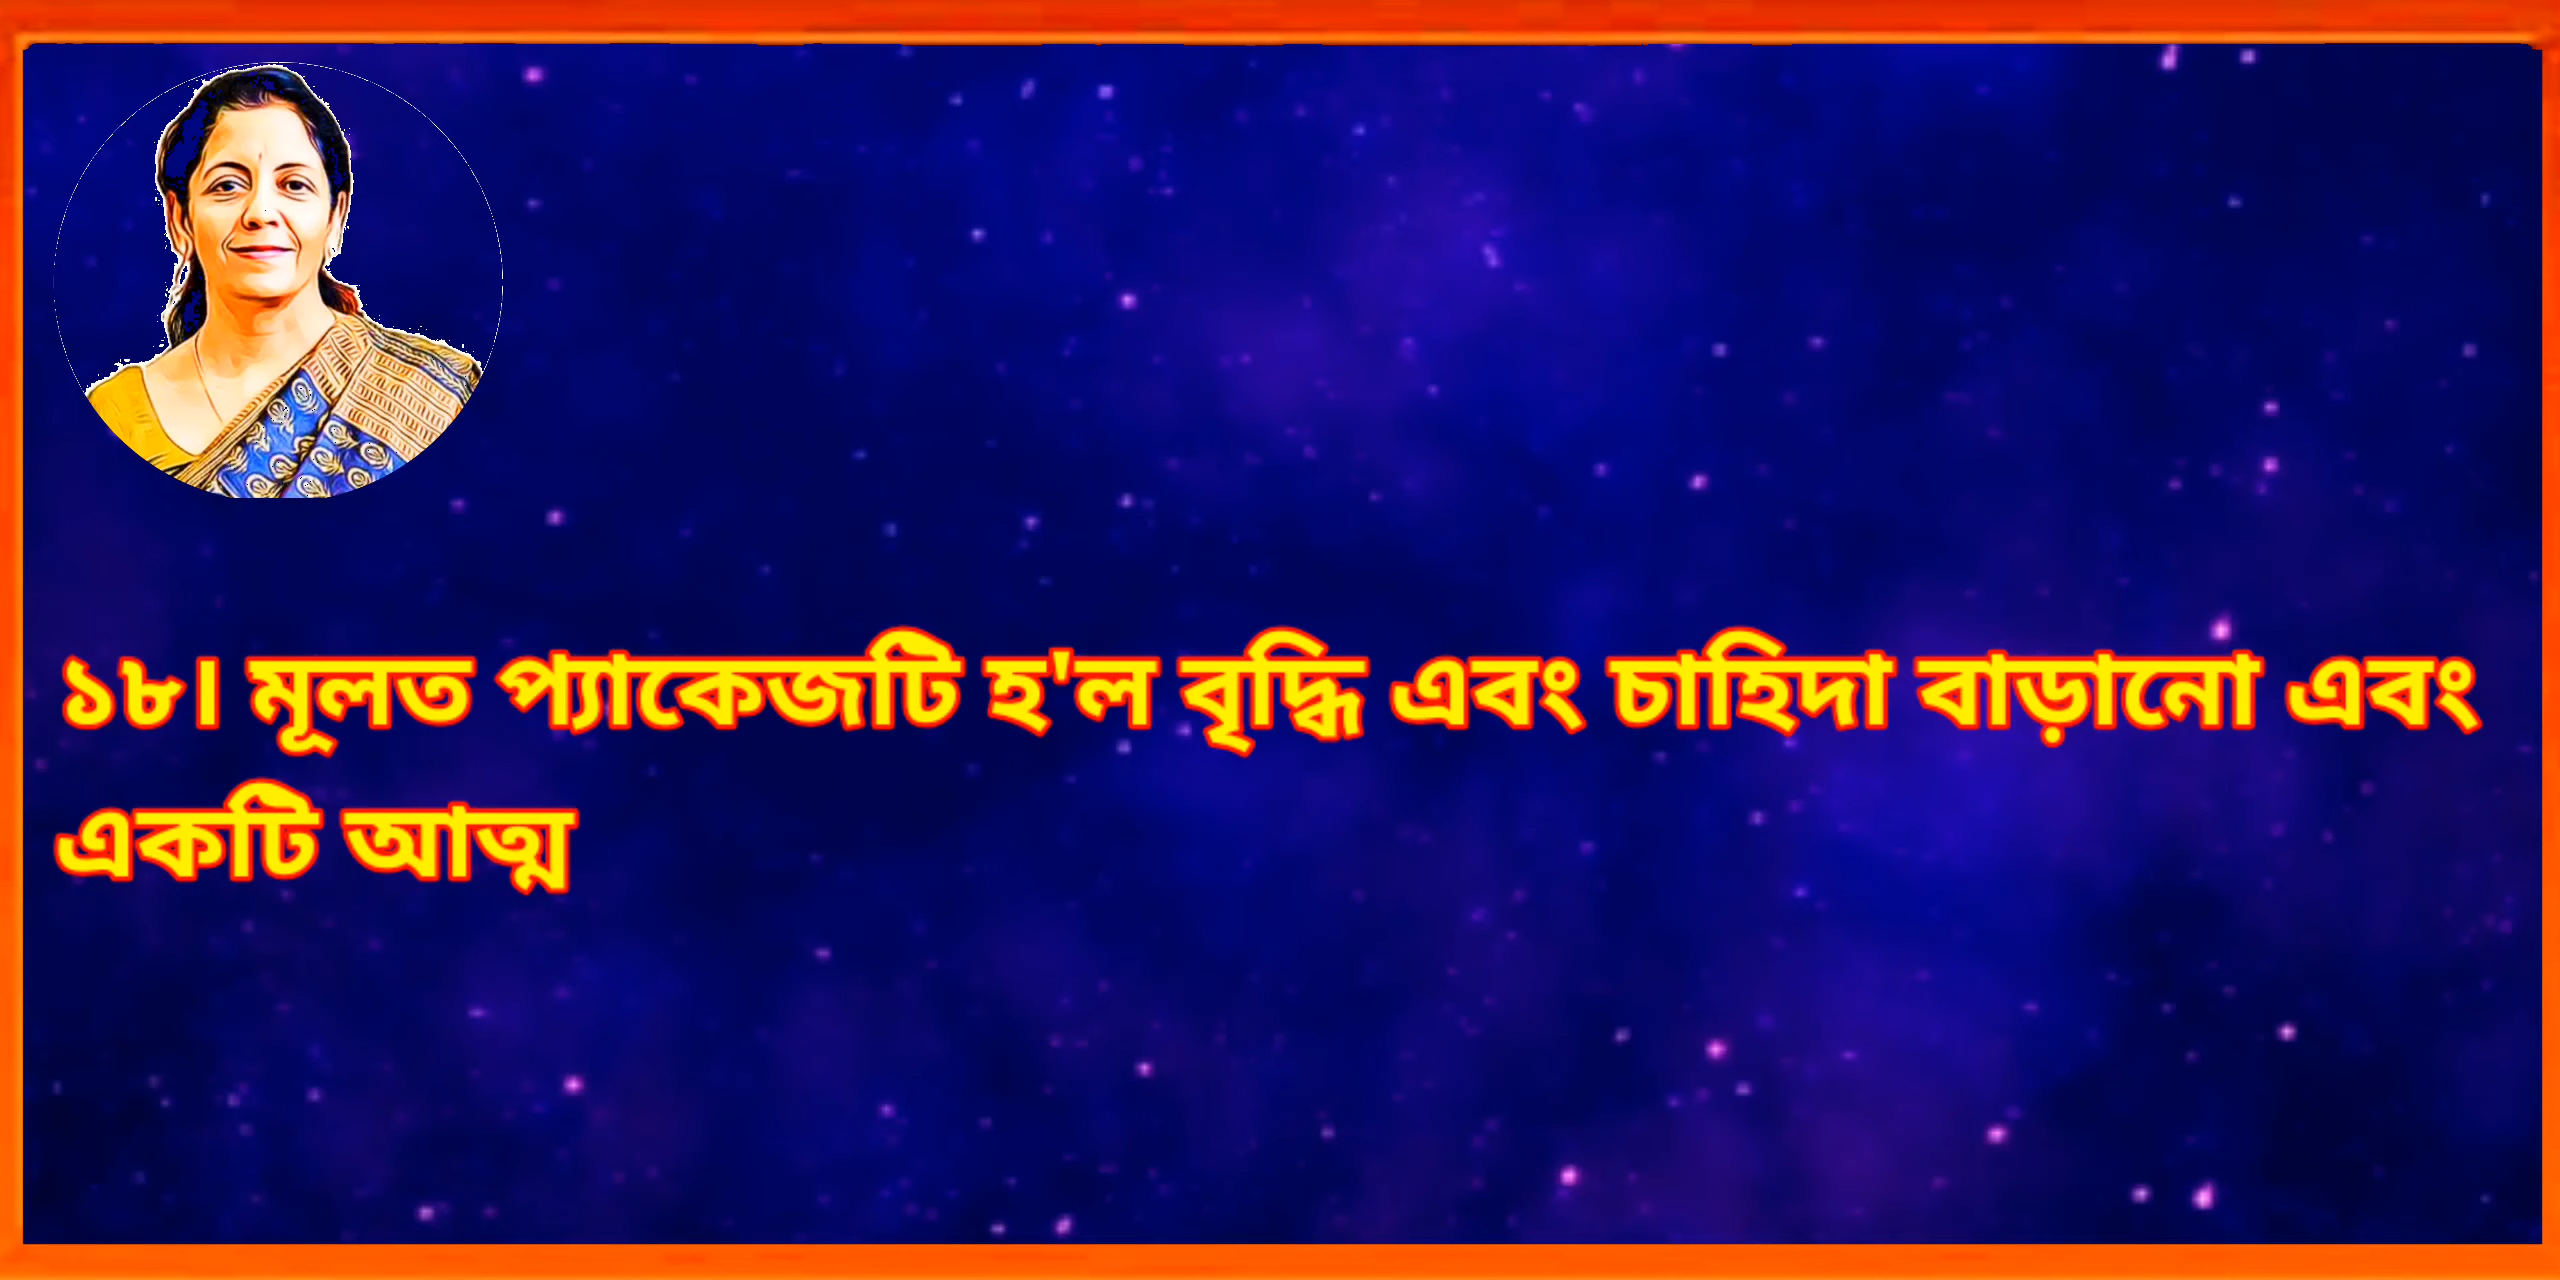 ১৮। মূলত প্যাকেজটি হ'ল বৃদ্ধি এবং চাহিদা বাড়ানো এবং
একটি আত্ম